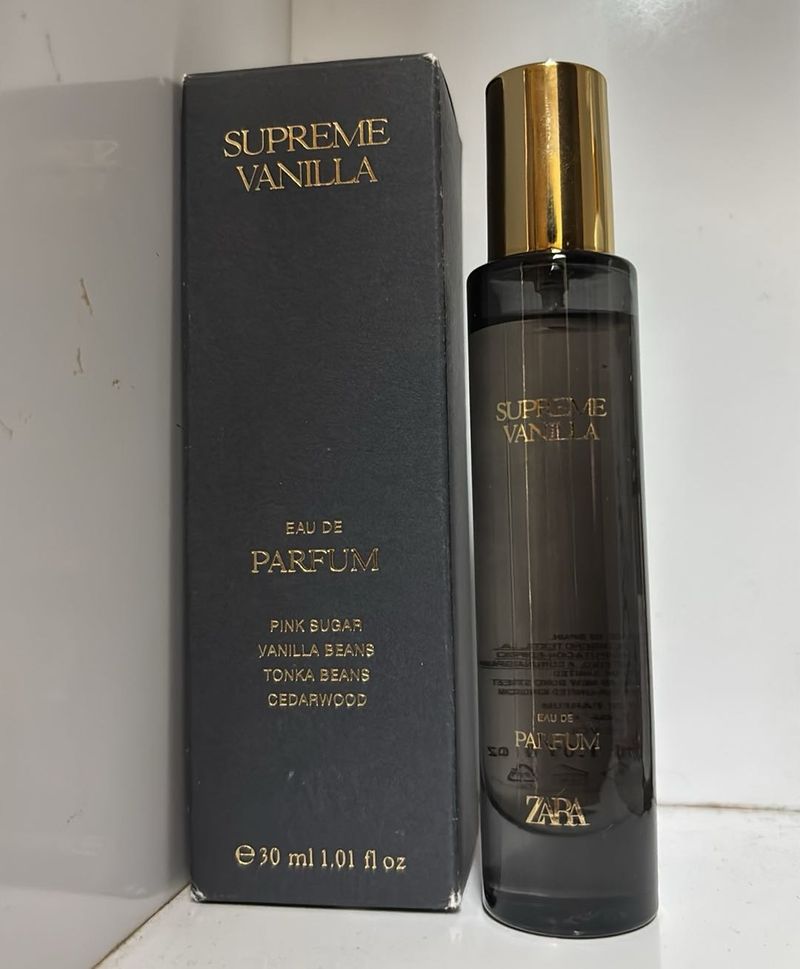 SUPREME
VANILLA
EAU DE
PARFUM
PINK SUGAR
VANILLA BEANS
TONKA BEANS
CEDARWOOD
℮30 ml 1.01 fl oz
SUPREME
VANILLA
EAU DE
PARFUM
ZARA